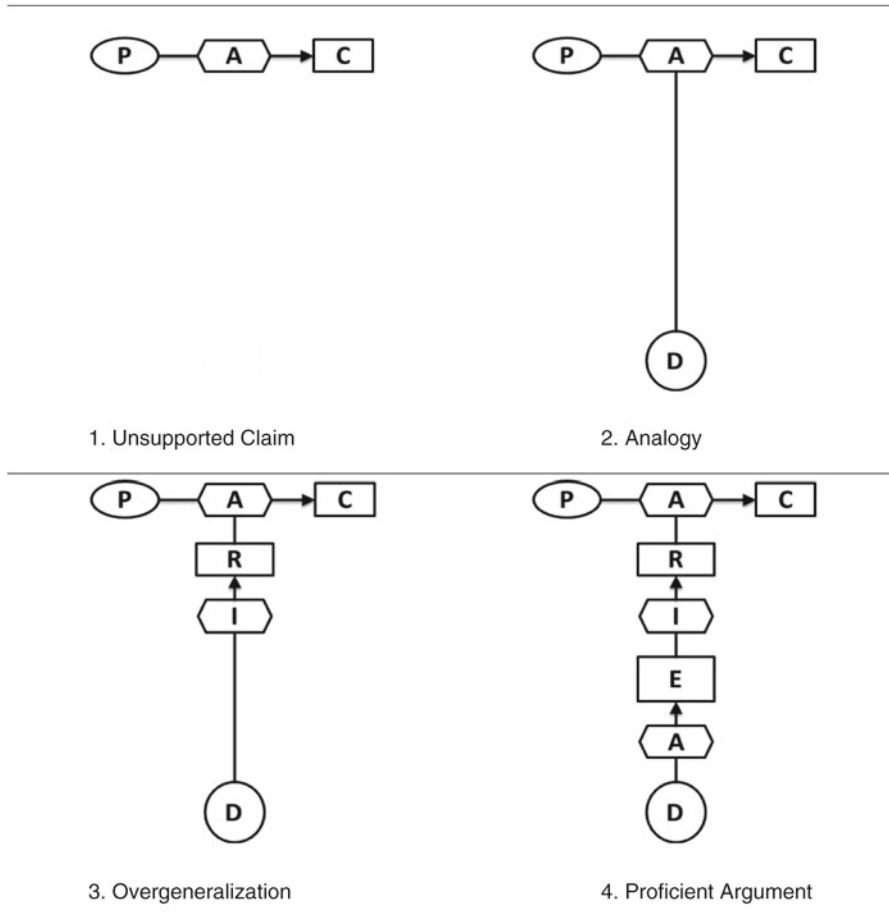 P A C
P A C
D
1. Unsupported Claim
2. Analogy
D
P A C
R
I
D
3. Overgeneralization
P A C
R
I
E
A
D
4. Proficient Argument